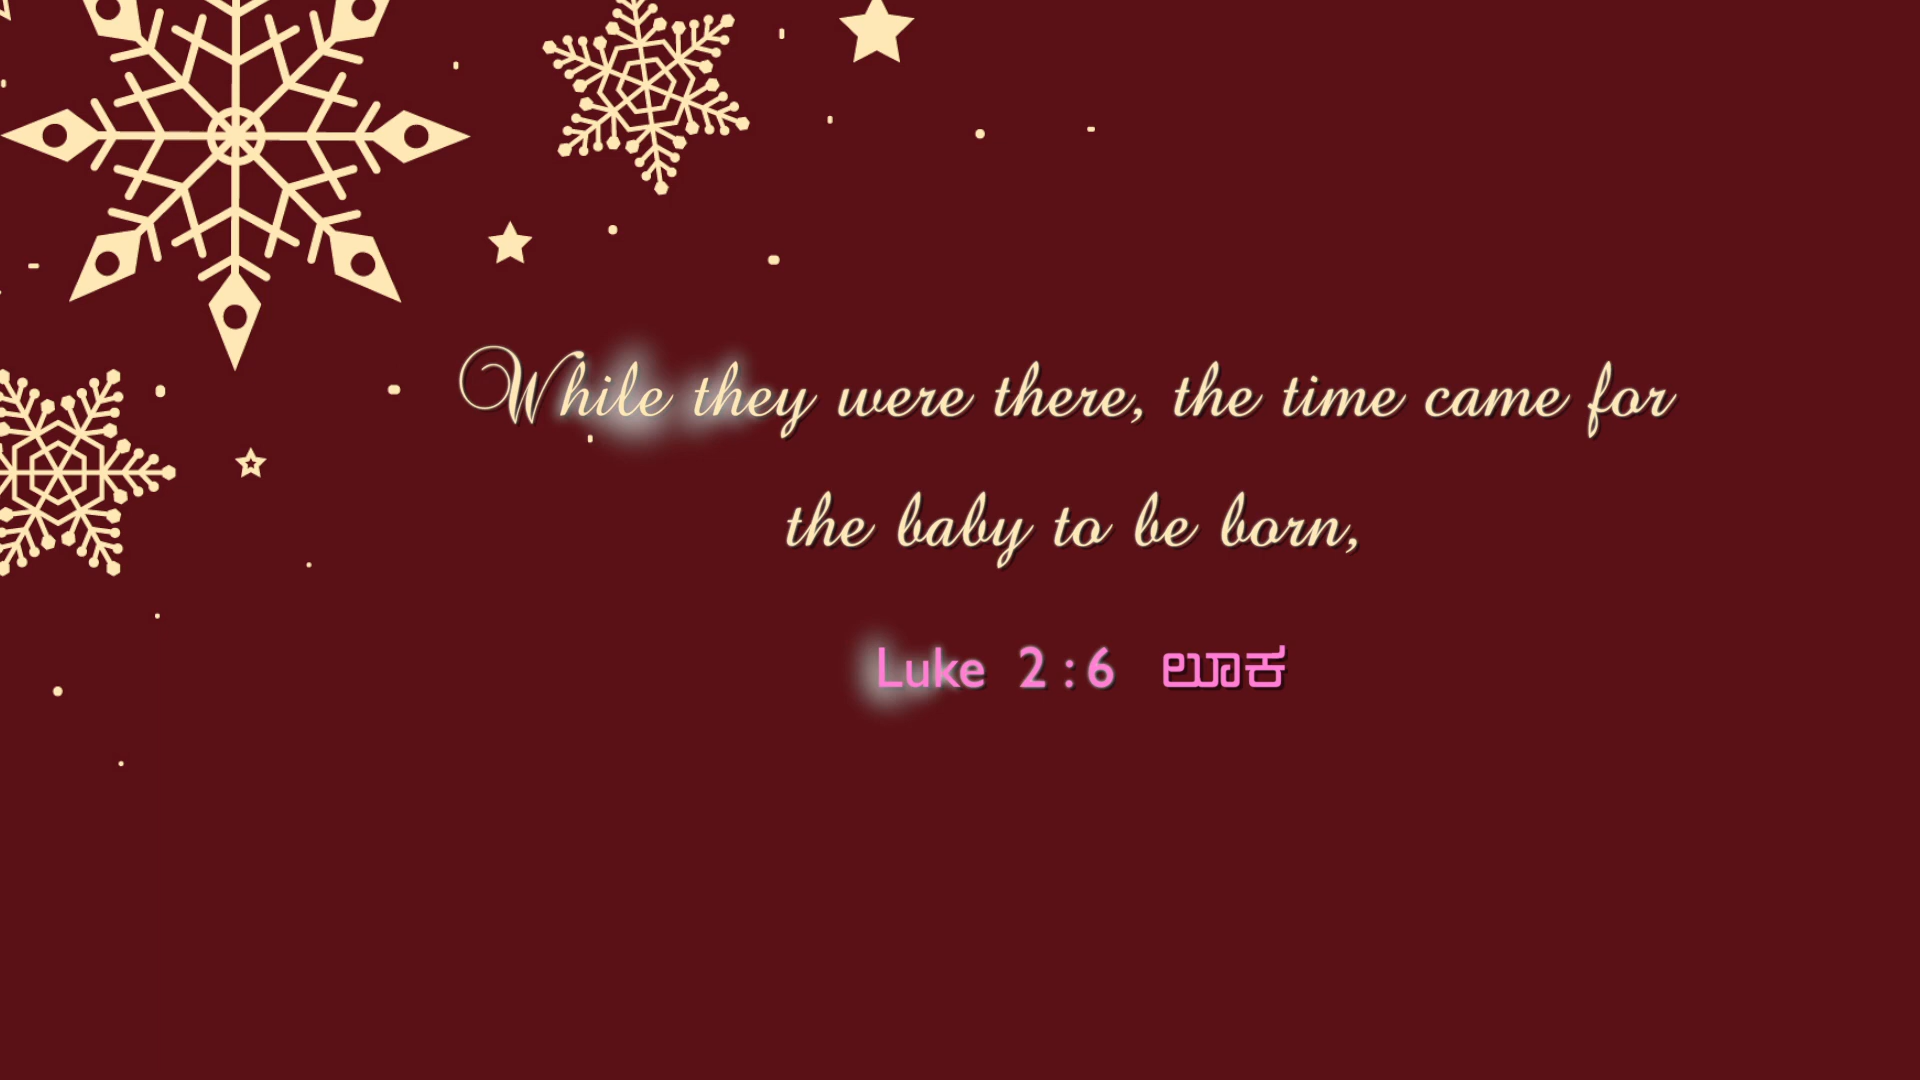 While they were there, the time came for
the baby to be born,
Luke 2:6 ಲೂಕ